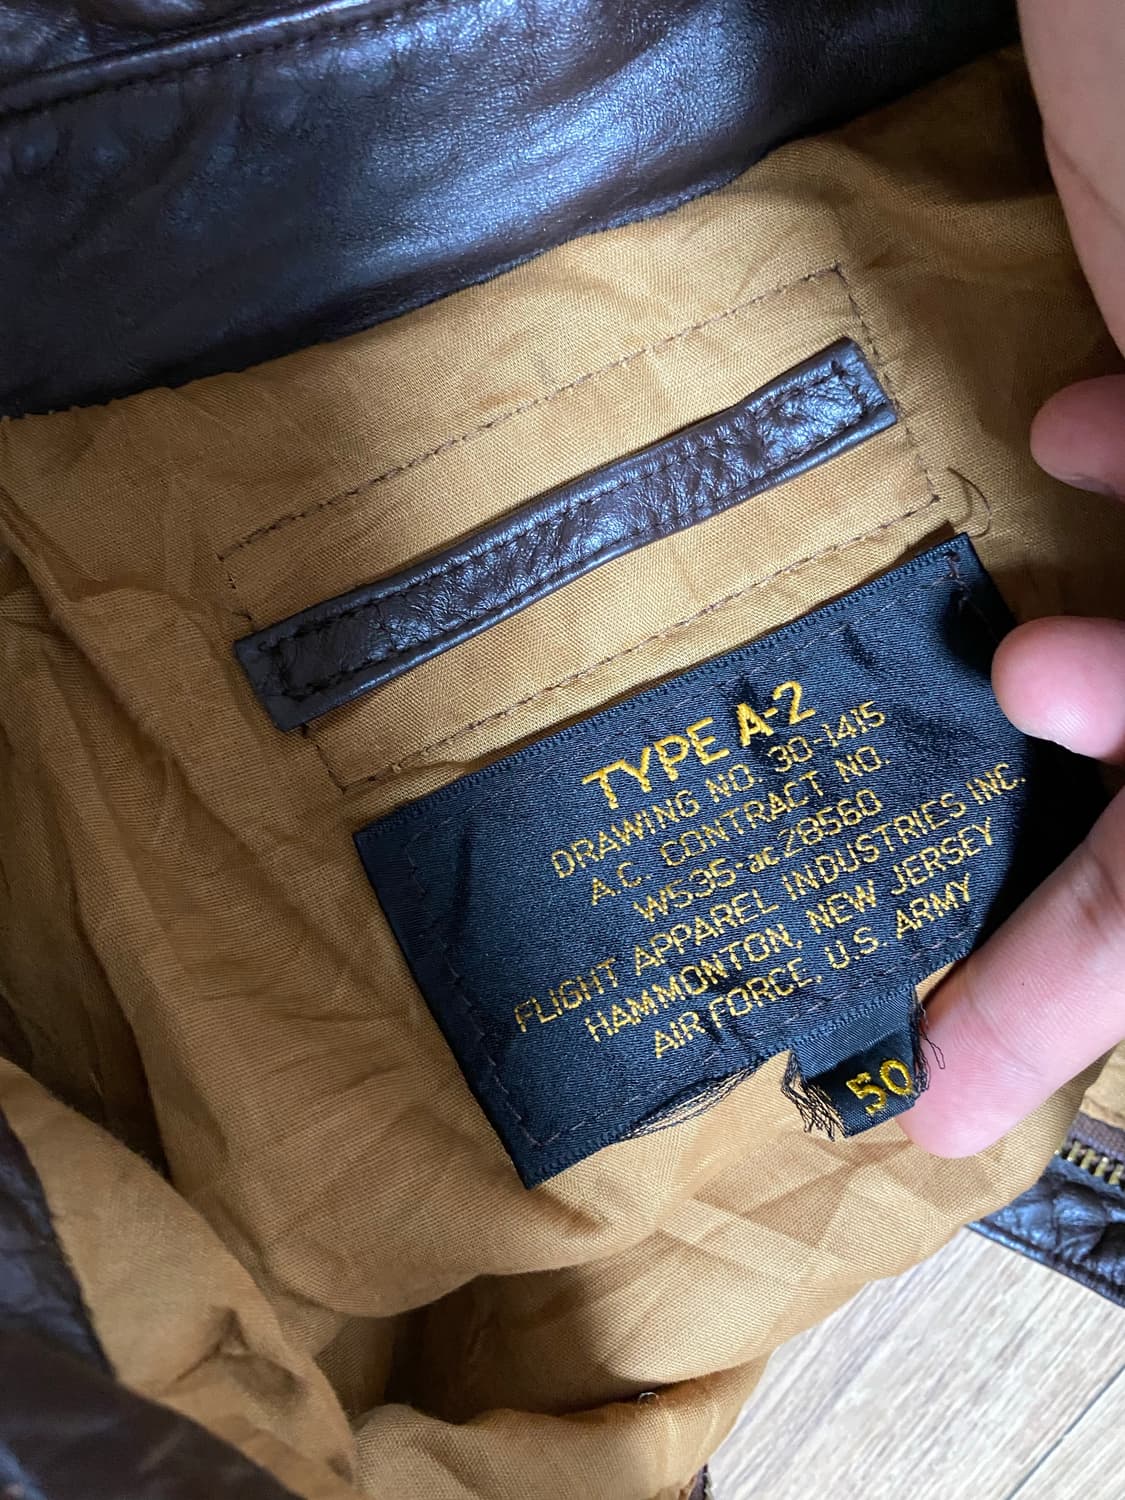 TYPE A-2
DRAWING NO. 30-1415
A.C. CONTRACT NO.
W535-ac28560
FLIGHT APPAREL INDUSTRIES INC.
HAMMONTON, NEW JERSEY
AIR FORCE, U.S. ARMY
50